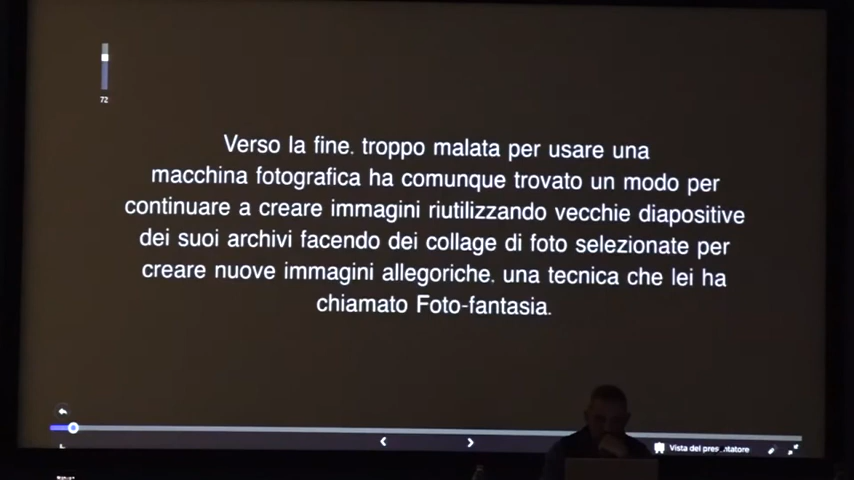 72
Verso la fine, troppo malata per usare una
macchina fotografica ha comunque trovato un modo per
continuare a creare immagini riutilizzando vecchie diapositive
dei suoi archivi facendo dei collage di foto selezionate per
creare nuove immagini allegoriche, una tecnica che lei ha
chiamato Foto-fantasia.
Vista del presentatore